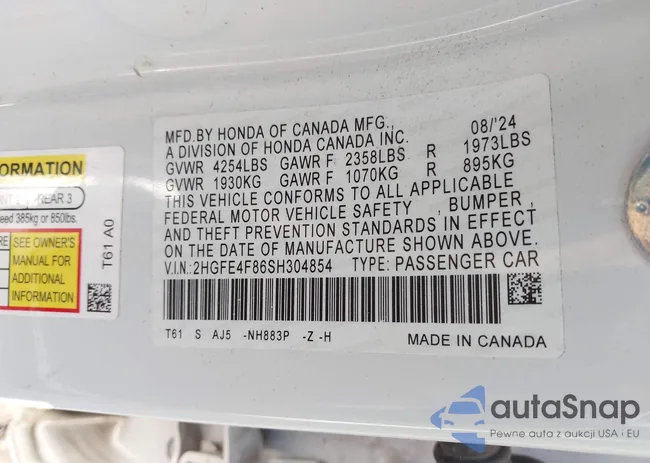 MFD.BY HONDA OF CANADA MFG., 08/'24
A DIVISION OF HONDA CANADA INC.
GVWR 4254LBS GAWR F 2358LBS R 1973LBS
GVWR 1930KG GAWR F 1070KG R 895KG
THIS VEHICLE CONFORMS TO ALL APPLICABLE
FEDERAL MOTOR VEHICLE SAFETY , BUMPER ,
AND THEFT PREVENTION STANDARDS IN EFFECT
ON THE DATE OF MANUFACTURE SHOWN ABOVE.
V.I.N.:2HGFE4F86SH304854 TYPE: PASSENGER CAR
T61 S AJ5 -NH883P -Z -H
MADE IN CANADA
ORMATION
REAR 3
eed 385kg or 850lbs.
SEE OWNER'S
MANUAL FOR
ADDITIONAL
INFORMATION
T61 A0
autaSnap
Pewne auta z aukcji USA i EU